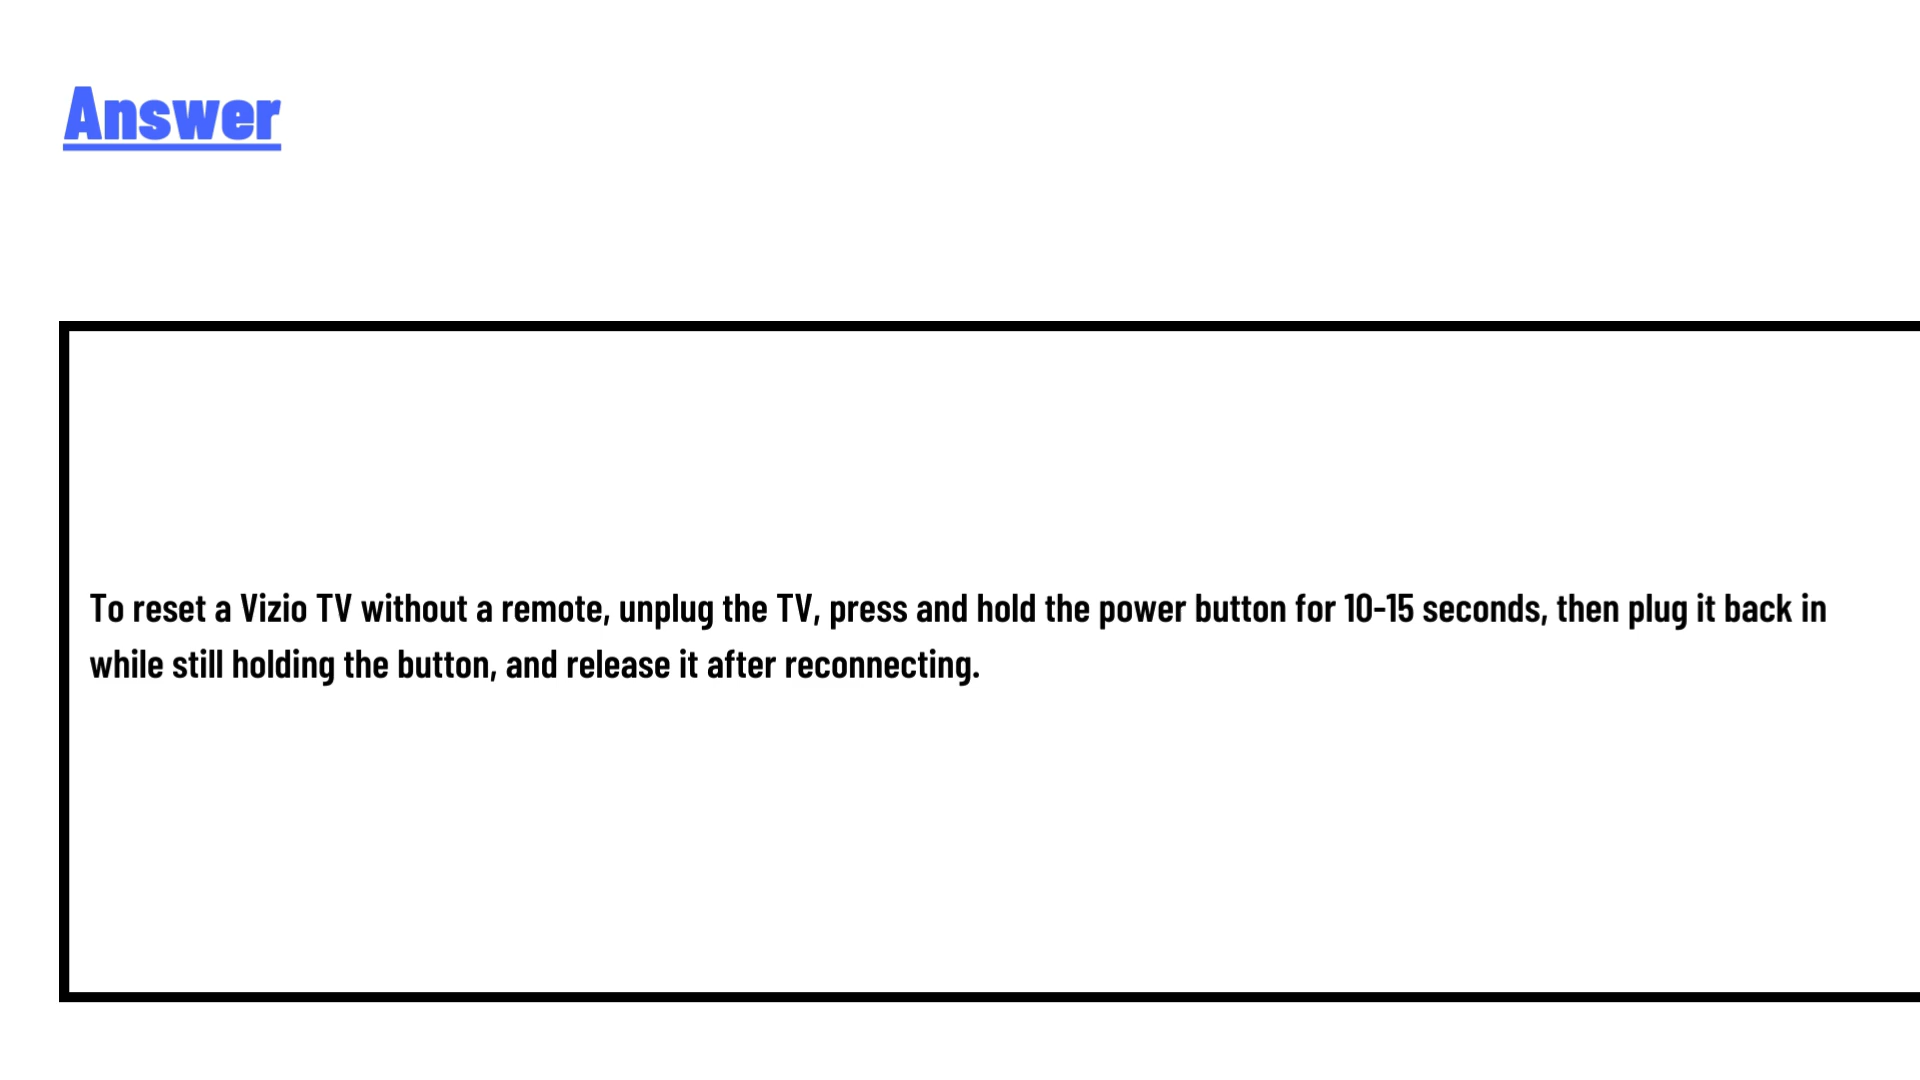 Answer
To reset a Vizio TV without a remote, unplug the TV, press and hold the power button for 10-15 seconds, then plug it back in
while still holding the button, and release it after reconnecting.